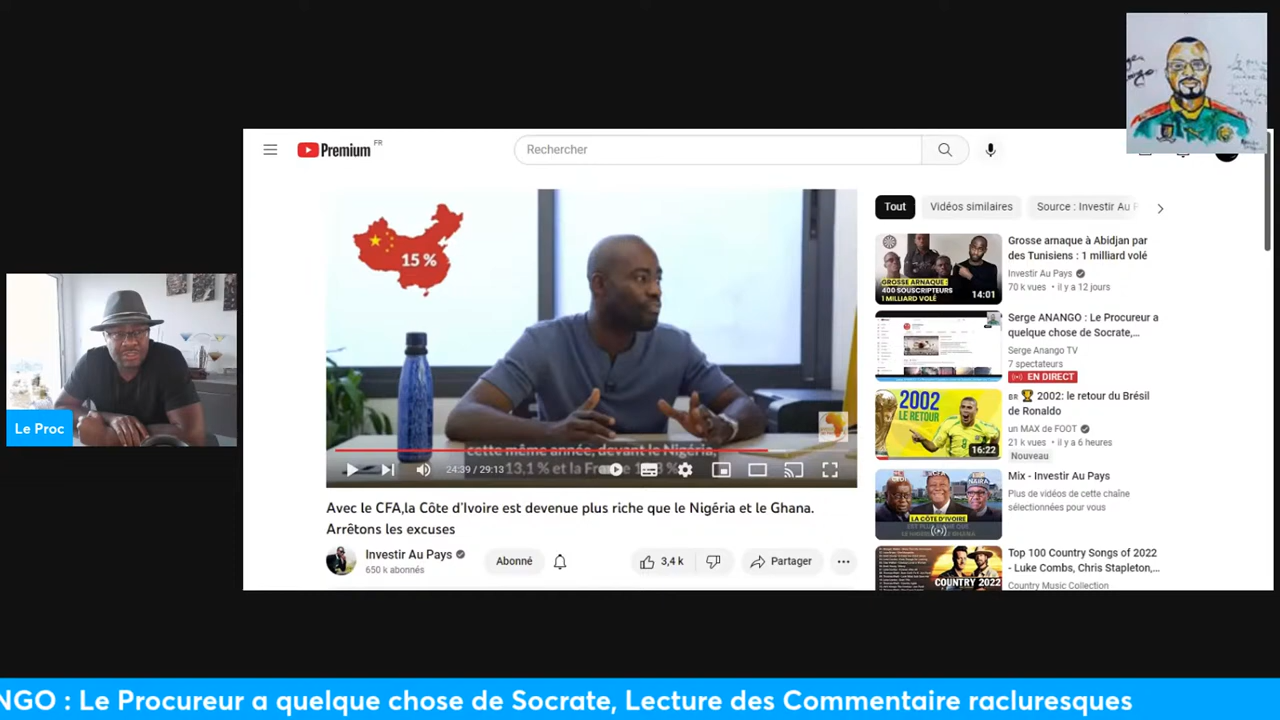 Premium FR
Rechercher
15 %
cette même année, devant le Nigéria,
24:39 / 29:13
Avec le CFA,la Côte d'Ivoire est devenue plus riche que le Nigéria et le Ghana.
Arrêtons les excuses
Investir Au Pays
650 k abonnés
Abonné
3,4 k
Partager
Tout
Vidéos similaires
Source : Investir Au P
GROSSE ARNAQUE :
400 SOUSCRIPTEURS
1 MILLIARD VOLÉ
14:01
Grosse arnaque à Abidjan par
des Tunisiens : 1 milliard volé
Investir Au Pays
70 k vues • il y a 12 jours
Serge ANANGO : Le Procureur a
quelque chose de Socrate,...
Serge Anango TV
7 spectateurs
EN DIRECT
2002
LE RETOUR
16:22
BR 2002: le retour du Brésil
de Ronaldo
un MAX de FOOT
21 k vues • il y a 6 heures
Nouveau
LA CÔTE D'IVOIRE
Mix - Investir Au Pays
Plus de vidéos de cette chaîne
sélectionnées pour vous
COUNTRY 2022
Top 100 Country Songs of 2022
- Luke Combs, Chris Stapleton,...
Country Music Collection
Le Proc
NGO : Le Procureur a quelque chose de Socrate, Lecture des Commentaire racluresques